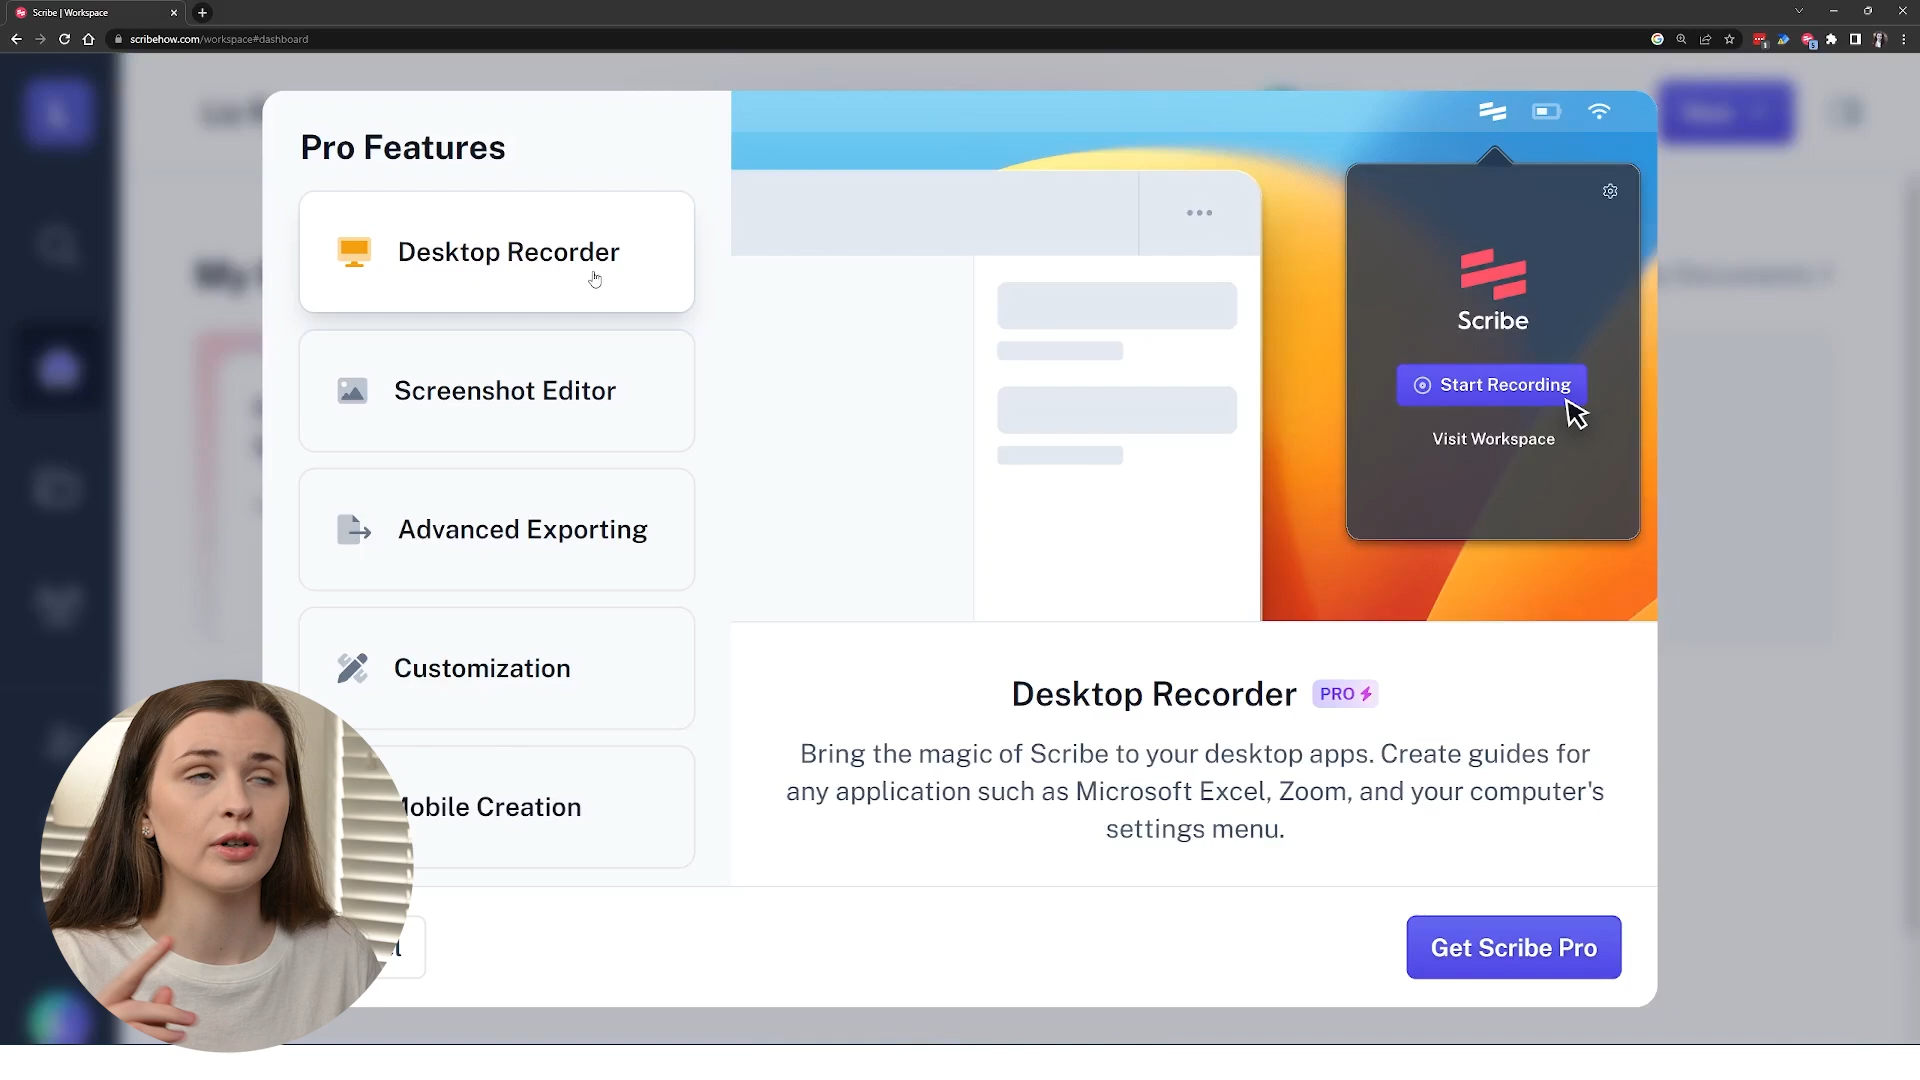 Scribe | Workspace
scribehow.com/workspace#dashboard
Pro Features
Desktop Recorder
Screenshot Editor
Advanced Exporting
Customization
Mobile Creation
Scribe
Start Recording
Visit Workspace
Desktop Recorder PRO
Bring the magic of Scribe to your desktop apps. Create guides for
any application such as Microsoft Excel, Zoom, and your computer's
settings menu.
Get Scribe Pro